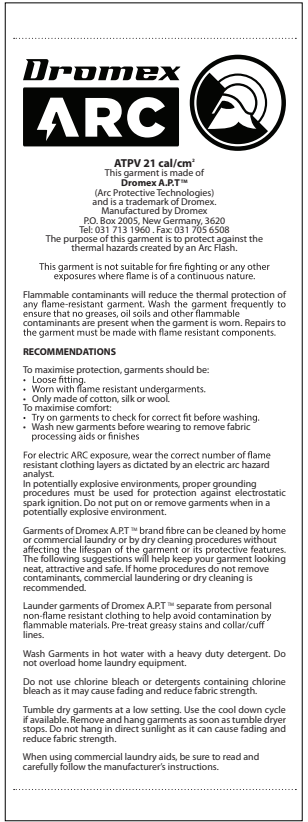 Dromex
ARC
ATPV 21 cal/cm²
This garment is made of
Dromex A.P.T™
(Arc Protective Technologies)
and is a trademark of Dromex.
Manufactured by Dromex
P.O. Box 2005, New Germany, 3620
Tel: 031 713 1960 . Fax: 031 705 6508
The purpose of this garment is to protect against the
thermal hazards created by an Arc Flash.
This garment is not suitable for fire fighting or any other
exposures where flame is of a continuous nature.
Flammable contaminants will reduce the thermal protection of
any flame-resistant garment. Wash the garment frequently to
ensure that no greases, oil soils and other flammable
contaminants are present when the garment is worn. Repairs to
the garment must be made with flame resistant components.
RECOMMENDATIONS
To maximise protection, garments should be:
• Loose fitting.
• Worn with flame resistant undergarments.
• Only made of cotton, silk or wool.
To maximise comfort:
• Try on garments to check for correct fit before washing.
• Wash new garments before wearing to remove fabric
processing aids or finishes
For electric ARC exposure, wear the correct number of flame
resistant clothing layers as dictated by an electric arc hazard
analyst.
In potentially explosive environments, proper grounding
procedures must be used for protection against electrostatic
spark ignition. Do not put on or remove garments when in a
potentially explosive environment.
Garments of Dromex A.P.T ™ brand fibre can be cleaned by home
or commercial laundry or by dry cleaning procedures without
affecting the lifespan of the garment or its protective features.
The following suggestions will help keep your garment looking
neat, attractive and safe. If home procedures do not remove
contaminants, commercial laundering or dry cleaning is
recommended.
Launder garments of Dromex A.P.T ™ separate from personal
non-flame resistant clothing to help avoid contamination by
flammable materials. Pre-treat greasy stains and collar/cuff
lines.
Wash Garments in hot water with a heavy duty detergent. Do
not overload home laundry equipment.
Do not use chlorine bleach or detergents containing chlorine
bleach as it may cause fading and reduce fabric strength.
Tumble dry garments at a low setting. Use the cool down cycle
if available. Remove and hang garments as soon as tumble dryer
stops. Do not hang in direct sunlight as it can cause fading and
reduce fabric strength.
When using commercial laundry aids, be sure to read and
carefully follow the manufacturer's instructions.